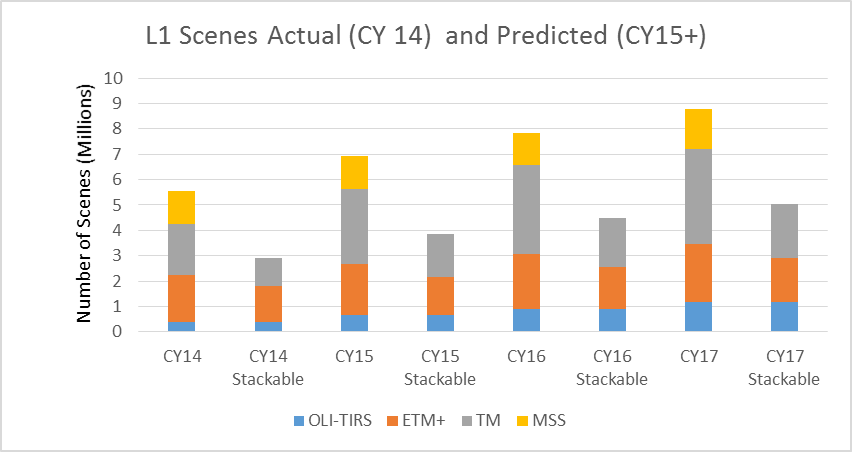 L1 Scenes Actual (CY 14)  and Predicted (CY15+)
Number of Scenes (Millions)
10
9
8
7
6
5
4
3
2
1
0
CY14
CY14 Stackable
CY15
CY15 Stackable
CY16
CY16 Stackable
CY17
CY17 Stackable
OLI-TIRS
ETM+
TM
MSS